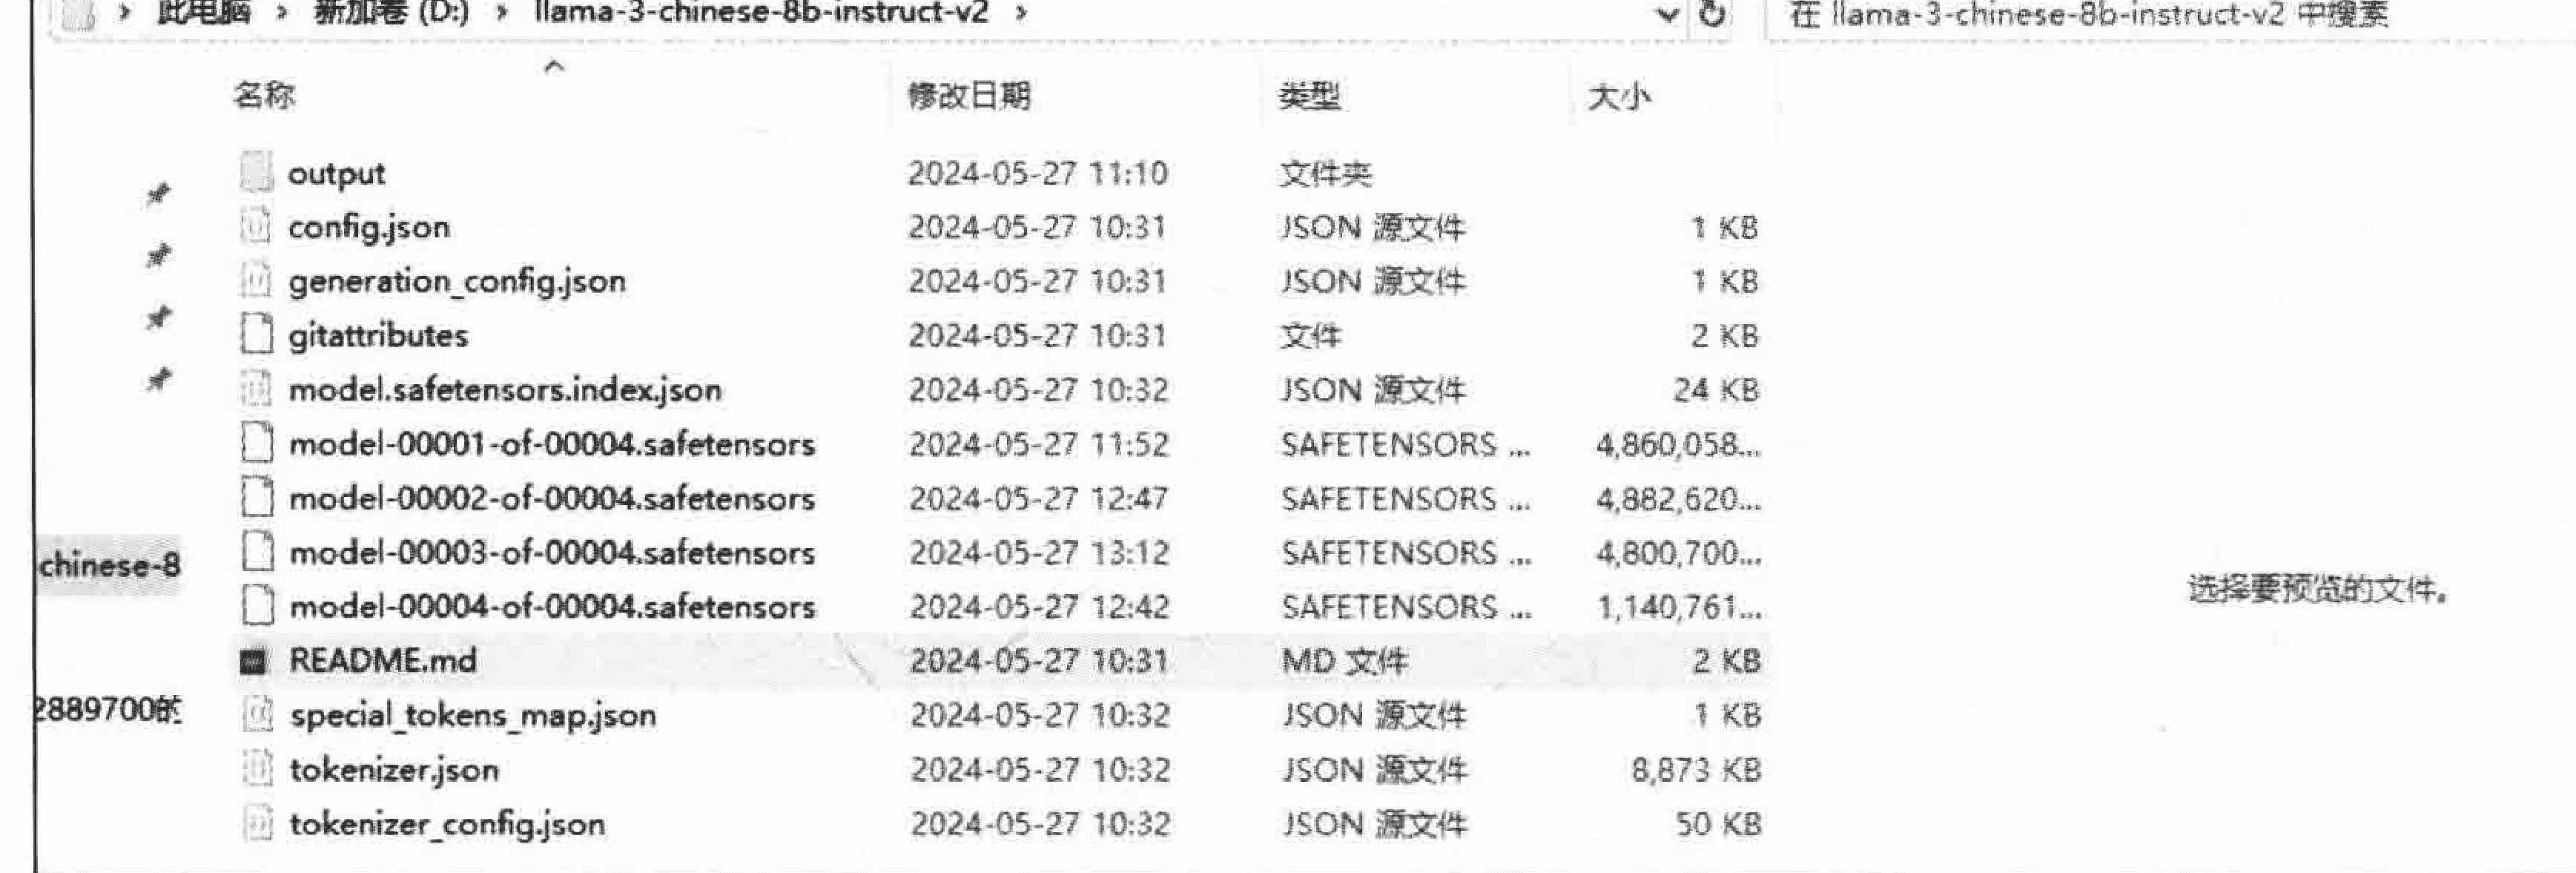 此电脑 › 新加卷 (D:) › llama-3-chinese-8b-instruct-v2 ›
在 llama-3-chinese-8b-instruct-v2 中搜索
名称 修改日期 类型 大小
output 2024-05-27 11:10 文件夹
config.json 2024-05-27 10:31 JSON 源文件 1 KB
generation_config.json 2024-05-27 10:31 JSON 源文件 1 KB
gitattributes 2024-05-27 10:31 文件 2 KB
model.safetensors.index.json 2024-05-27 10:32 JSON 源文件 24 KB
model-00001-of-00004.safetensors 2024-05-27 11:52 SAFETENSORS ... 4,860,058...
model-00002-of-00004.safetensors 2024-05-27 12:47 SAFETENSORS ... 4,882,620...
model-00003-of-00004.safetensors 2024-05-27 13:12 SAFETENSORS ... 4,800,700...
chinese-8
选择要预览的文件。
model-00004-of-00004.safetensors 2024-05-27 12:42 SAFETENSORS ... 1,140,761...
README.md 2024-05-27 10:31 MD 文件 2 KB
2889700的
special_tokens_map.json 2024-05-27 10:32 JSON 源文件 1 KB
tokenizer.json 2024-05-27 10:32 JSON 源文件 8,873 KB
tokenizer_config.json 2024-05-27 10:32 JSON 源文件 50 KB